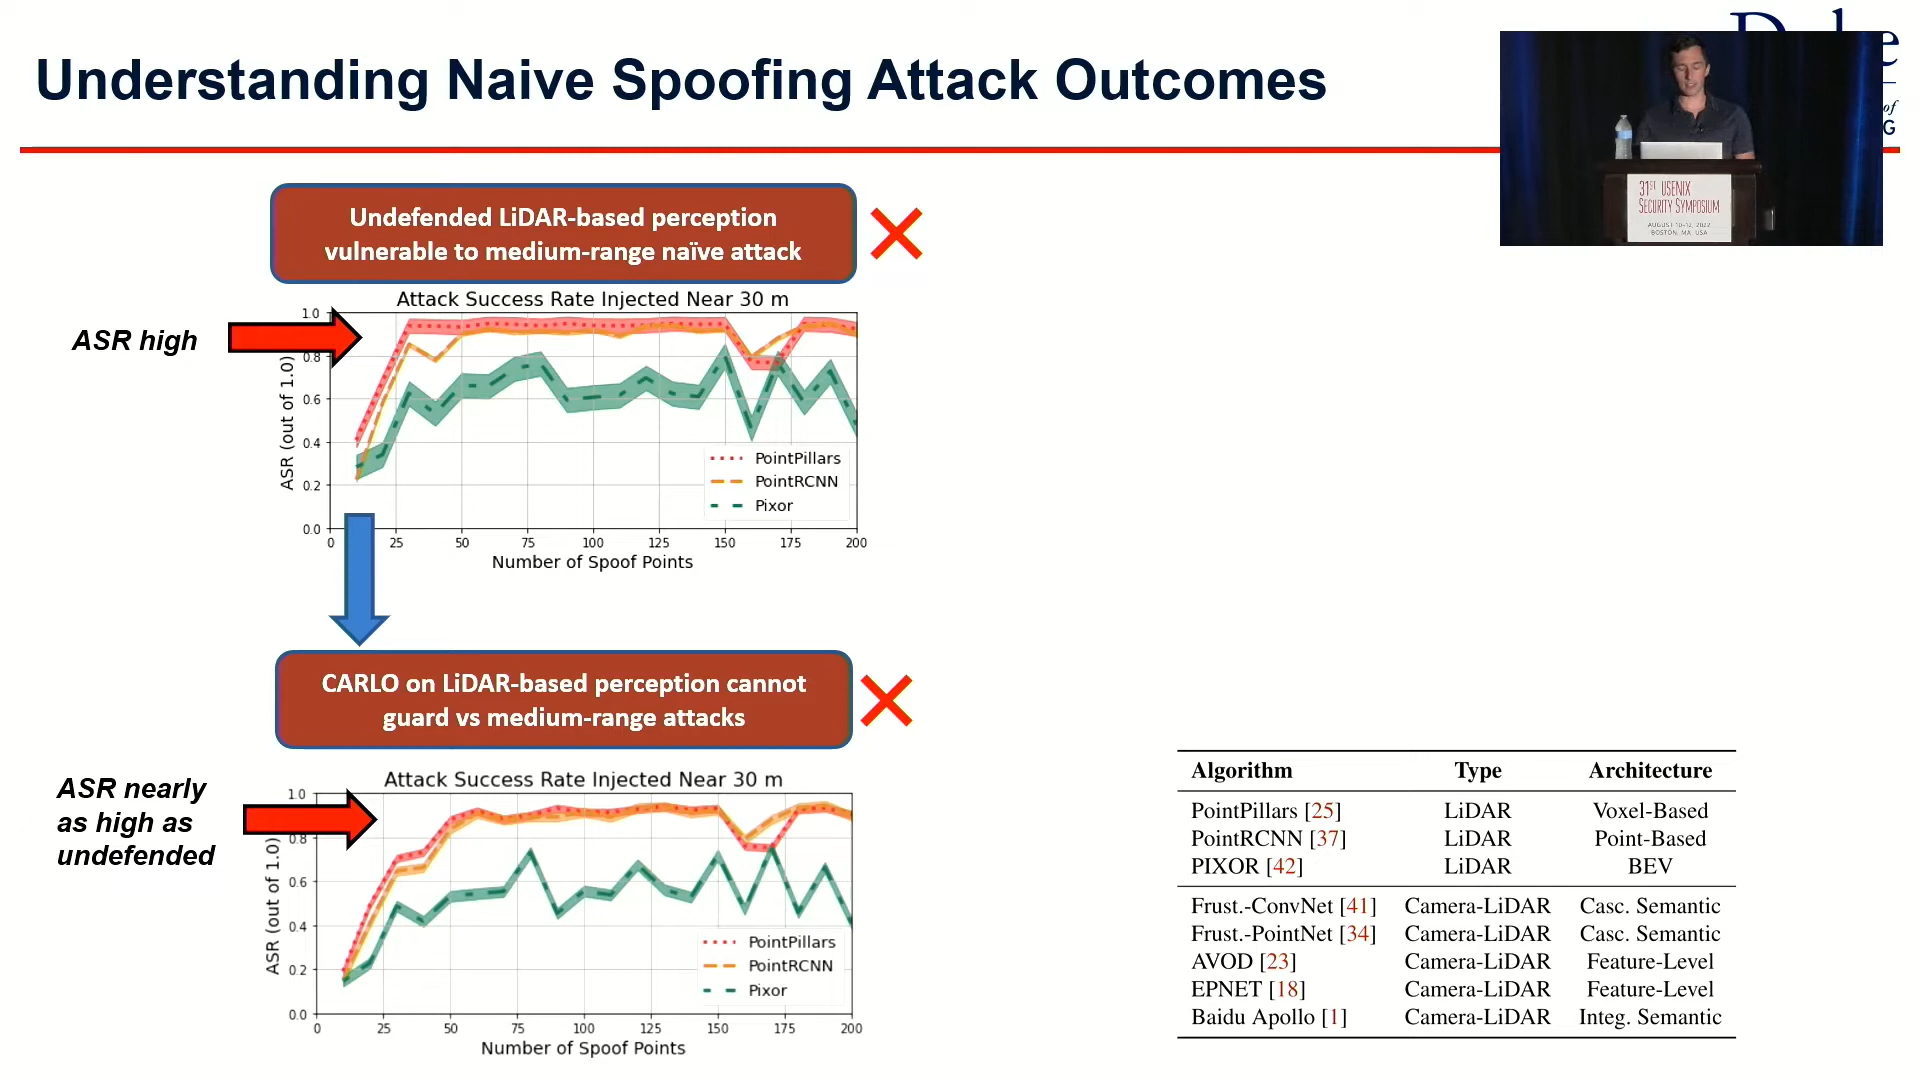 Understanding Naive Spoofing Attack Outcomes
of
G
31ST USENIX
SECURITY SYMPOSIUM
AUGUST 10–12, 2022
BOSTON, MA, USA
Undefended LiDAR-based perception
vulnerable to medium-range naïve attack
ASR high
Attack Success Rate Injected Near 30 m
1.0
0.8
0.6
0.4
0.2
0.0
ASR (out of 1.0)
PointPillars
PointRCNN
Pixor
0 25 50 75 100 125 150 175 200
Number of Spoof Points
CARLO on LiDAR-based perception cannot
guard vs medium-range attacks
ASR nearly
as high as
undefended
Attack Success Rate Injected Near 30 m
1.0
0.8
0.6
0.4
0.2
0.0
ASR (out of 1.0)
PointPillars
PointRCNN
Pixor
0 25 50 75 100 125 150 175 200
Number of Spoof Points
Algorithm Type Architecture
PointPillars [25] LiDAR Voxel-Based
PointRCNN [37] LiDAR Point-Based
PIXOR [42] LiDAR BEV
Frust.-ConvNet [41] Camera-LiDAR Casc. Semantic
Frust.-PointNet [34] Camera-LiDAR Casc. Semantic
AVOD [23] Camera-LiDAR Feature-Level
EPNET [18] Camera-LiDAR Feature-Level
Baidu Apollo [1] Camera-LiDAR Integ. Semantic